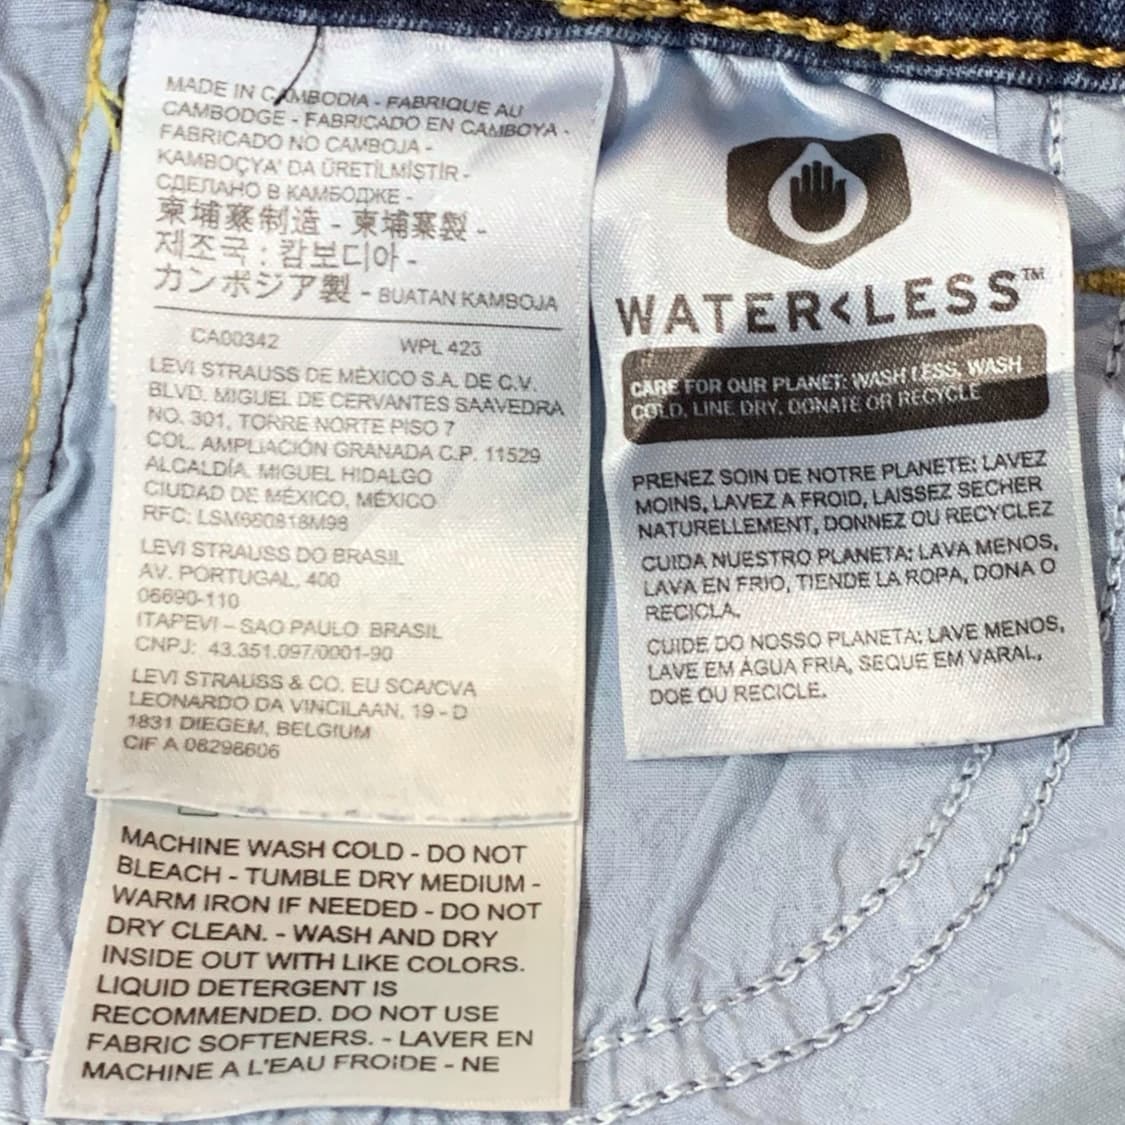 MADE IN CAMBODIA - FABRIQUE AU
CAMBODGE - FABRICADO EN CAMBOYA -
FABRICADO NO CAMBOJA -
KAMBOÇYA' DA ÜRETİLMİŞTİR -
СДЕЛАНО В КАМБОДЖЕ -
柬埔寨制造 - 柬埔寨製 -
제조국 : 캄보디아 -
カンボジア製 - BUATAN KAMBOJA
CA00342 WPL 423
LEVI STRAUSS DE MÉXICO S.A. DE C.V.
BLVD. MIGUEL DE CERVANTES SAAVEDRA
NO. 301, TORRE NORTE PISO 7
COL. AMPLIACIÓN GRANADA C.P. 11529
ALCALDÍA. MIGUEL HIDALGO
CIUDAD DE MÉXICO, MÉXICO
RFC: LSM680818M98
LEVI STRAUSS DO BRASIL
AV. PORTUGAL, 400
06690-110
ITAPEVI – SAO PAULO BRASIL
CNPJ: 43.351.097/0001-90
LEVI STRAUSS & CO. EU SCA/CVA
LEONARDO DA VINCILAAN, 19 - D
1831 DIEGEM, BELGIUM
CIF A 08298606
MACHINE WASH COLD - DO NOT
BLEACH - TUMBLE DRY MEDIUM -
WARM IRON IF NEEDED - DO NOT
DRY CLEAN. - WASH AND DRY
INSIDE OUT WITH LIKE COLORS.
LIQUID DETERGENT IS
RECOMMENDED. DO NOT USE
FABRIC SOFTENERS. - LAVER EN
MACHINE A L'EAU FROIDE - NE
WATER<LESS™
CARE FOR OUR PLANET: WASH LESS, WASH
COLD, LINE DRY, DONATE OR RECYCLE
PRENEZ SOIN DE NOTRE PLANETE: LAVEZ
MOINS, LAVEZ A FROID, LAISSEZ SECHER
NATURELLEMENT, DONNEZ OU RECYCLEZ
CUIDA NUESTRO PLANETA: LAVA MENOS,
LAVA EN FRIO, TIENDE LA ROPA, DONA O
RECICLA.
CUIDE DO NOSSO PLANETA: LAVE MENOS,
LAVE EM ÁGUA FRIA, SEQUE EM VARAL,
DOE OU RECICLE.